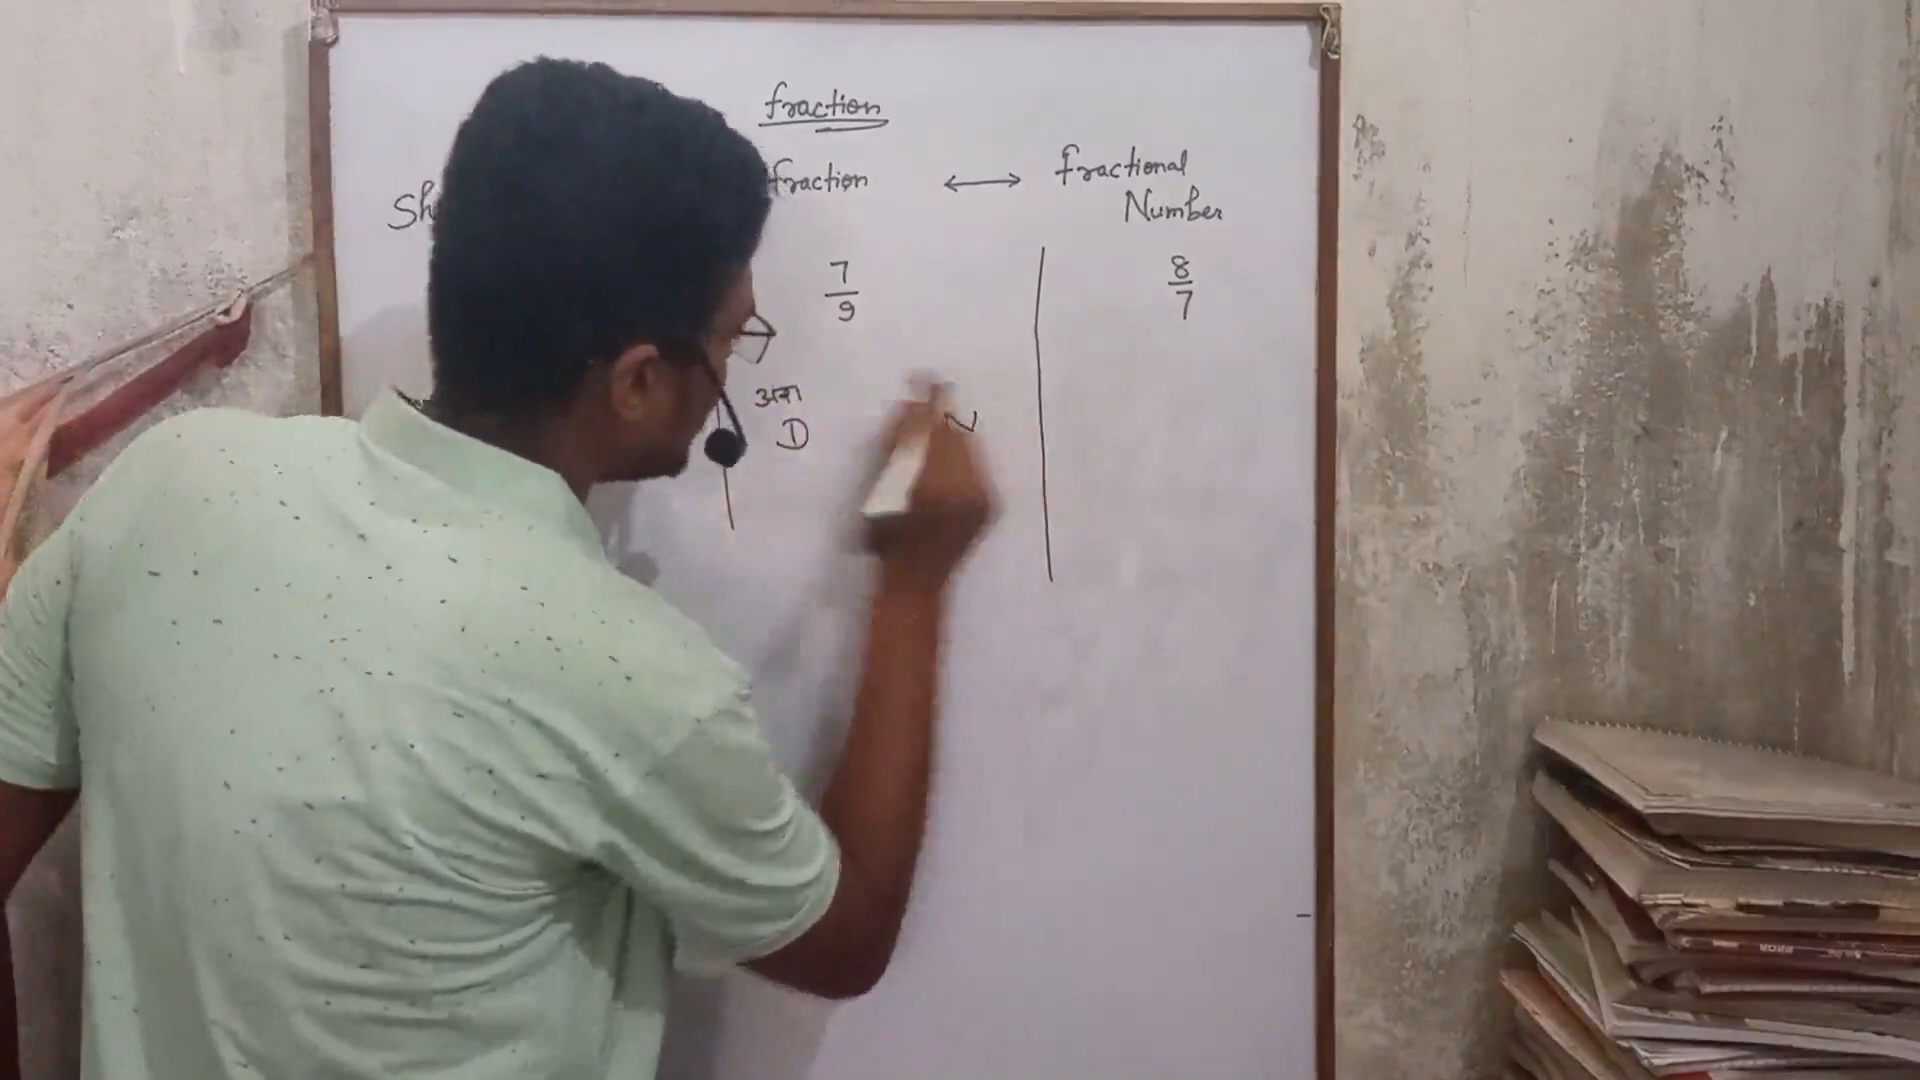 fraction
fraction ↔ fractional
Number
7/9
8/7
अंश
D
N